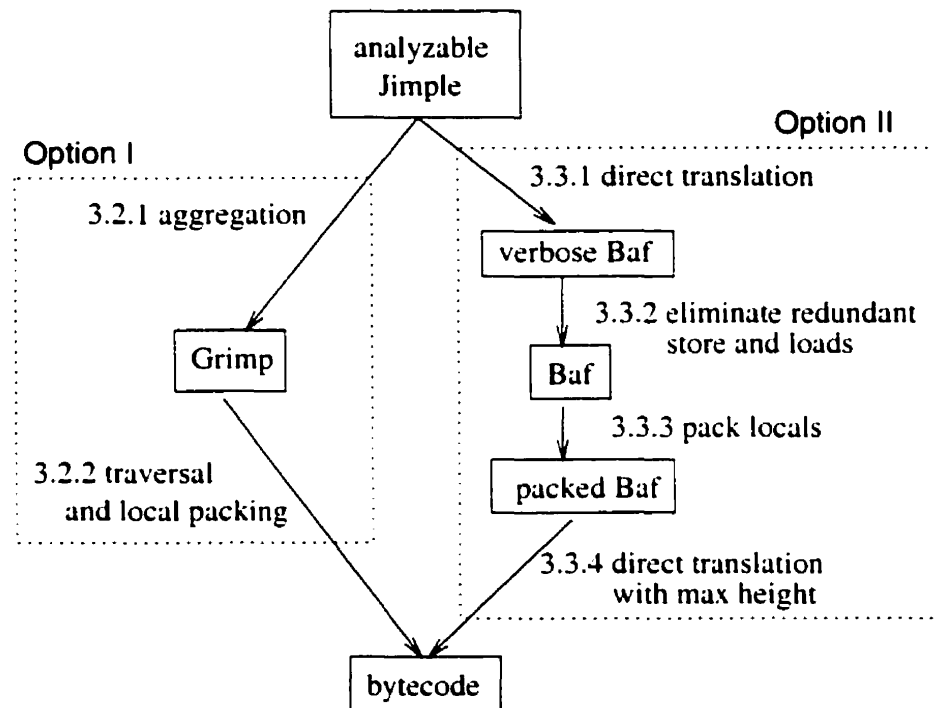 analyzable
Jimple
Option I
Option II
3.2.1 aggregation
3.3.1 direct translation
verbose Baf
3.3.2 eliminate redundant
store and loads
Grimp
Baf
3.3.3 pack locals
3.2.2 traversal
and local packing
packed Baf
3.3.4 direct translation
with max height
bytecode